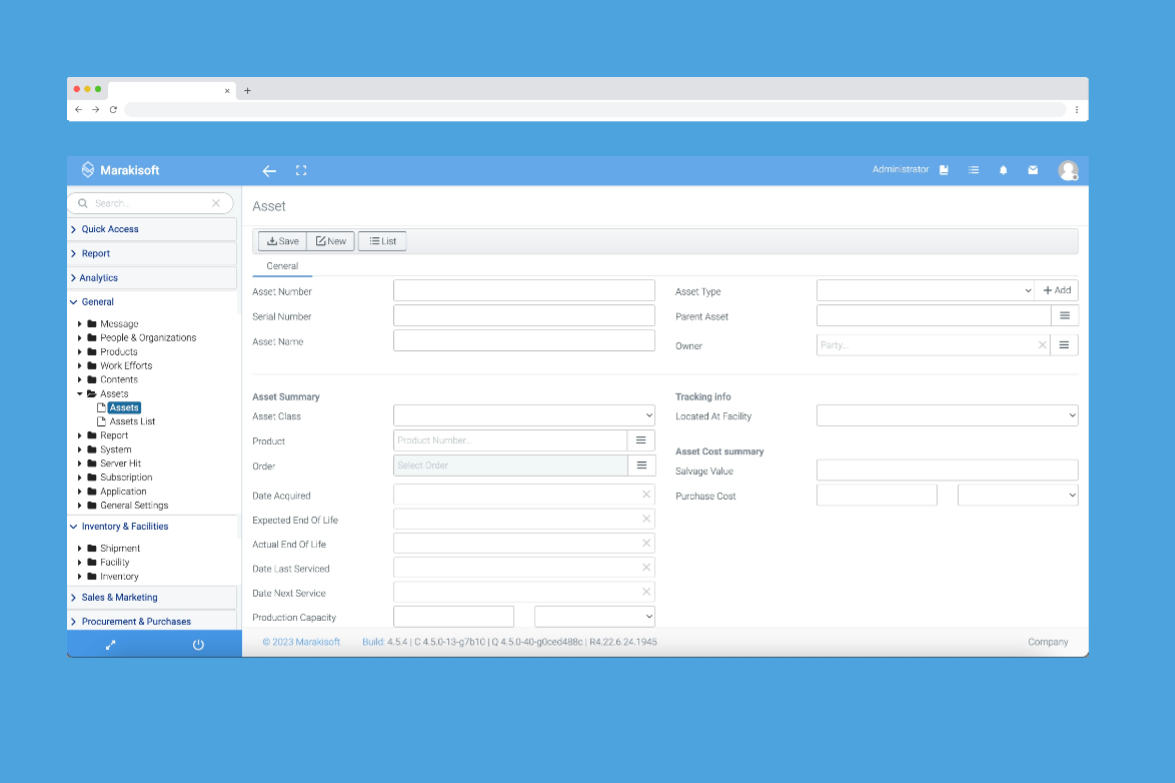 Marakisoft
Administrator
Search...
Quick Access
Report
Analytics
General
Message
People & Organizations
Products
Work Efforts
Contents
Assets
Assets
Assets List
Report
System
Server Hit
Subscription
Application
General Settings
Inventory & Facilities
Shipment
Facility
Inventory
Sales & Marketing
Procurement & Purchases
Asset
Save New List
General
Asset Number
Serial Number
Asset Name
Asset Type
Add
Parent Asset
Owner
Party...
Asset Summary
Asset Class
Product
Product Number...
Order
Select Order
Date Acquired
Expected End Of Life
Actual End Of Life
Date Last Serviced
Date Next Service
Production Capacity
Tracking info
Located At Facility
Asset Cost summary
Salvage Value
Purchase Cost
© 2023 Marakisoft
Build: 4.5.4 | C 4.5.0-13-g7b10 | Q 4.5.0-40-g0ced488c | R4.22.6.24.1945
Company